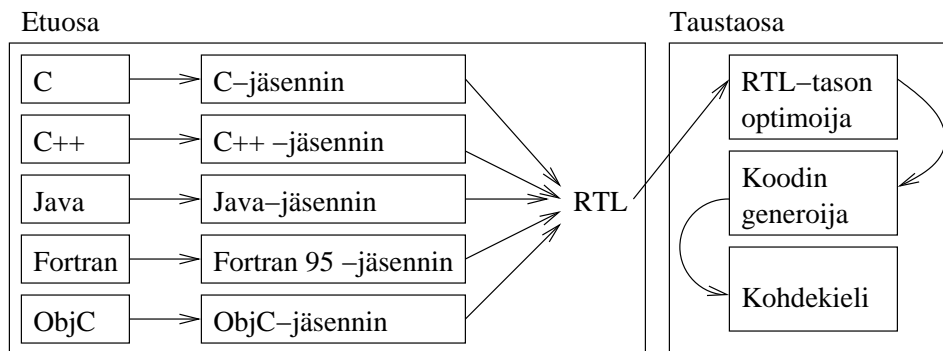 Etuosa
Taustaosa
C
C–jäsennin
C++
C++ –jäsennin
Java
Java–jäsennin
Fortran
Fortran 95 –jäsennin
ObjC
ObjC–jäsennin
RTL
RTL–tason
optimoija
Koodin
generoija
Kohdekieli